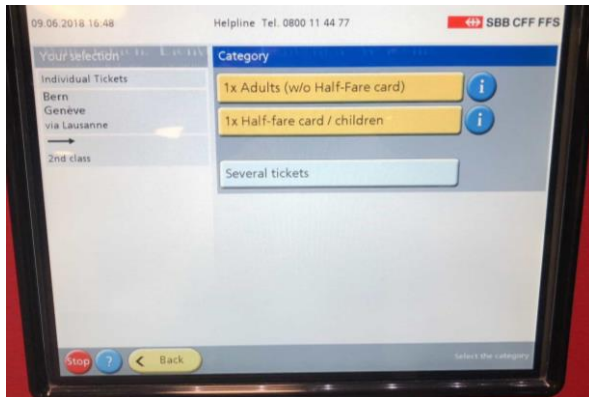 09.06.2018 16:48
Helpline Tel. 0800 11 44 77
SBB CFF FFS
Your selection
Individual Tickets
Bern
Genève
via Lausanne
2nd class
Category
1x Adults (w/o Half-Fare card)
i
1x Half-fare card / children
i
Several tickets
Stop
?
< Back
Select the category